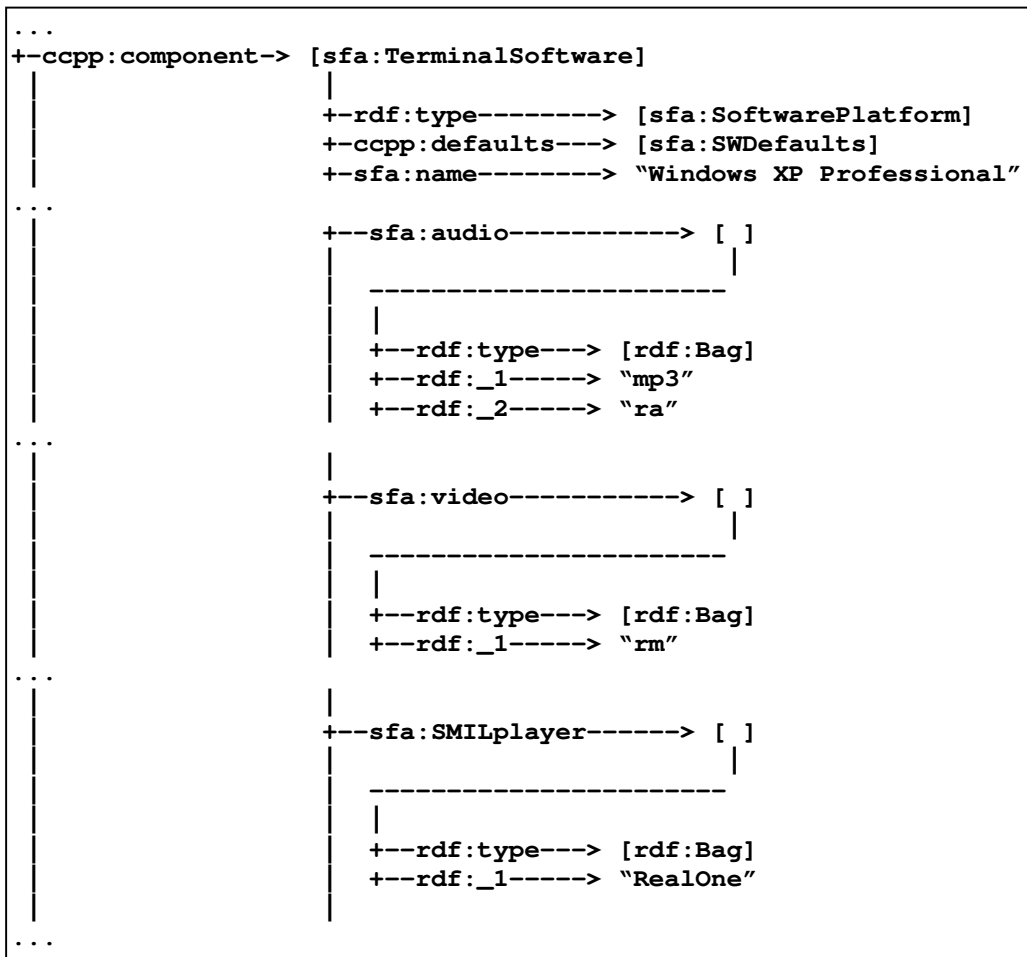 ...
+-ccpp:component-> [sfa:TerminalSoftware]
 |                  |
 |                  +-rdf:type--------> [sfa:SoftwarePlatform]
 |                  +-ccpp:defaults---> [sfa:SWDefaults]
 |                  +-sfa:name--------> “Windows XP Professional”
...
 |                  +--sfa:audio-----------> [ ]
 |                  |                         |
 |                  |  -----------------------
 |                  |  |
 |                  |  +--rdf:type---> [rdf:Bag]
 |                  |  +--rdf:_1-----> “mp3”
 |                  |  +--rdf:_2-----> “ra”
...
 |                  |
 |                  +--sfa:video-----------> [ ]
 |                  |                         |
 |                  |  -----------------------
 |                  |  |
 |                  |  +--rdf:type---> [rdf:Bag]
 |                  |  +--rdf:_1-----> “rm”
...
 |                  |
 |                  +--sfa:SMILplayer------> [ ]
 |                  |                         |
 |                  |  -----------------------
 |                  |  |
 |                  |  +--rdf:type---> [rdf:Bag]
 |                  |  +--rdf:_1-----> “RealOne”
 |                  |
...